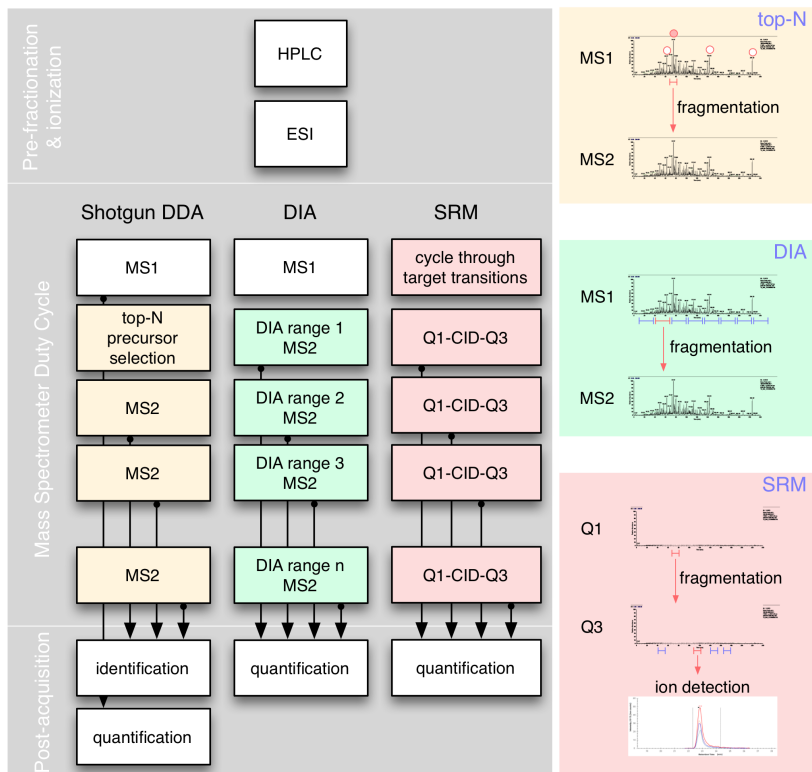 Pre-fractionation
& ionization
HPLC
ESI
Mass Spectrometer Duty Cycle
Shotgun DDA
DIA
SRM
MS1
MS1
cycle through
target transitions
top-N
precursor
selection
DIA range 1
MS2
Q1-CID-Q3
MS2
DIA range 2
MS2
Q1-CID-Q3
MS2
DIA range 3
MS2
Q1-CID-Q3
MS2
DIA range n
MS2
Q1-CID-Q3
Post-acquisition
identification
quantification
quantification
quantification
top-N
MS1
fragmentation
MS2
DIA
MS1
fragmentation
MS2
SRM
Q1
fragmentation
Q3
ion detection